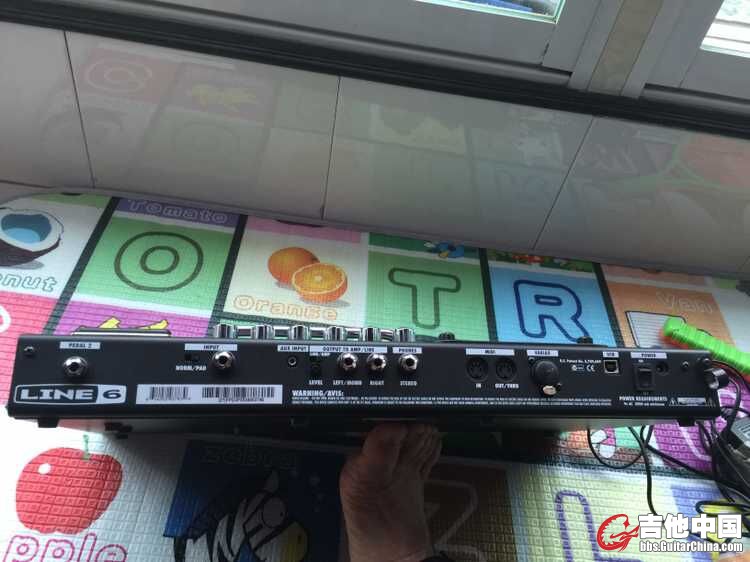 Tomato
O
nut
Orange
T
R
Van
PEDAL 2
INPUT
NORM/PAD
AUX INPUT
OUTPUT TO AMP/LINE
LEVEL
LEFT/MONO
RIGHT
PHONES
STEREO
MIDI
IN
OUT/THRU
VARIAX
USB
POWER
POWER REQUIREMENTS
LINE 6
WARNING/AVIS:
pple
zebra
吉他中国
bbs.GuitarChina.com